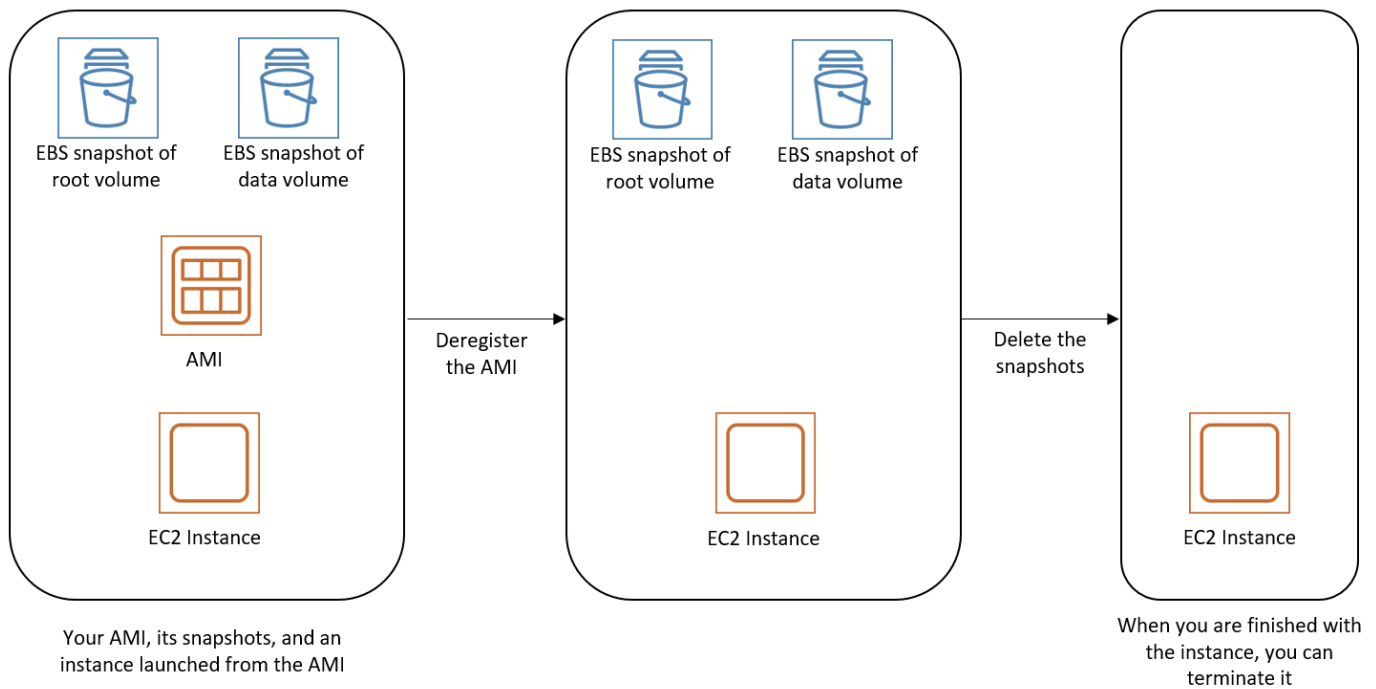 EBS snapshot of
root volume
EBS snapshot of
data volume
AMI
EC2 Instance
Your AMI, its snapshots, and an
instance launched from the AMI
Deregister
the AMI
EBS snapshot of
root volume
EBS snapshot of
data volume
EC2 Instance
Delete the
snapshots
EC2 Instance
When you are finished with
the instance, you can
terminate it